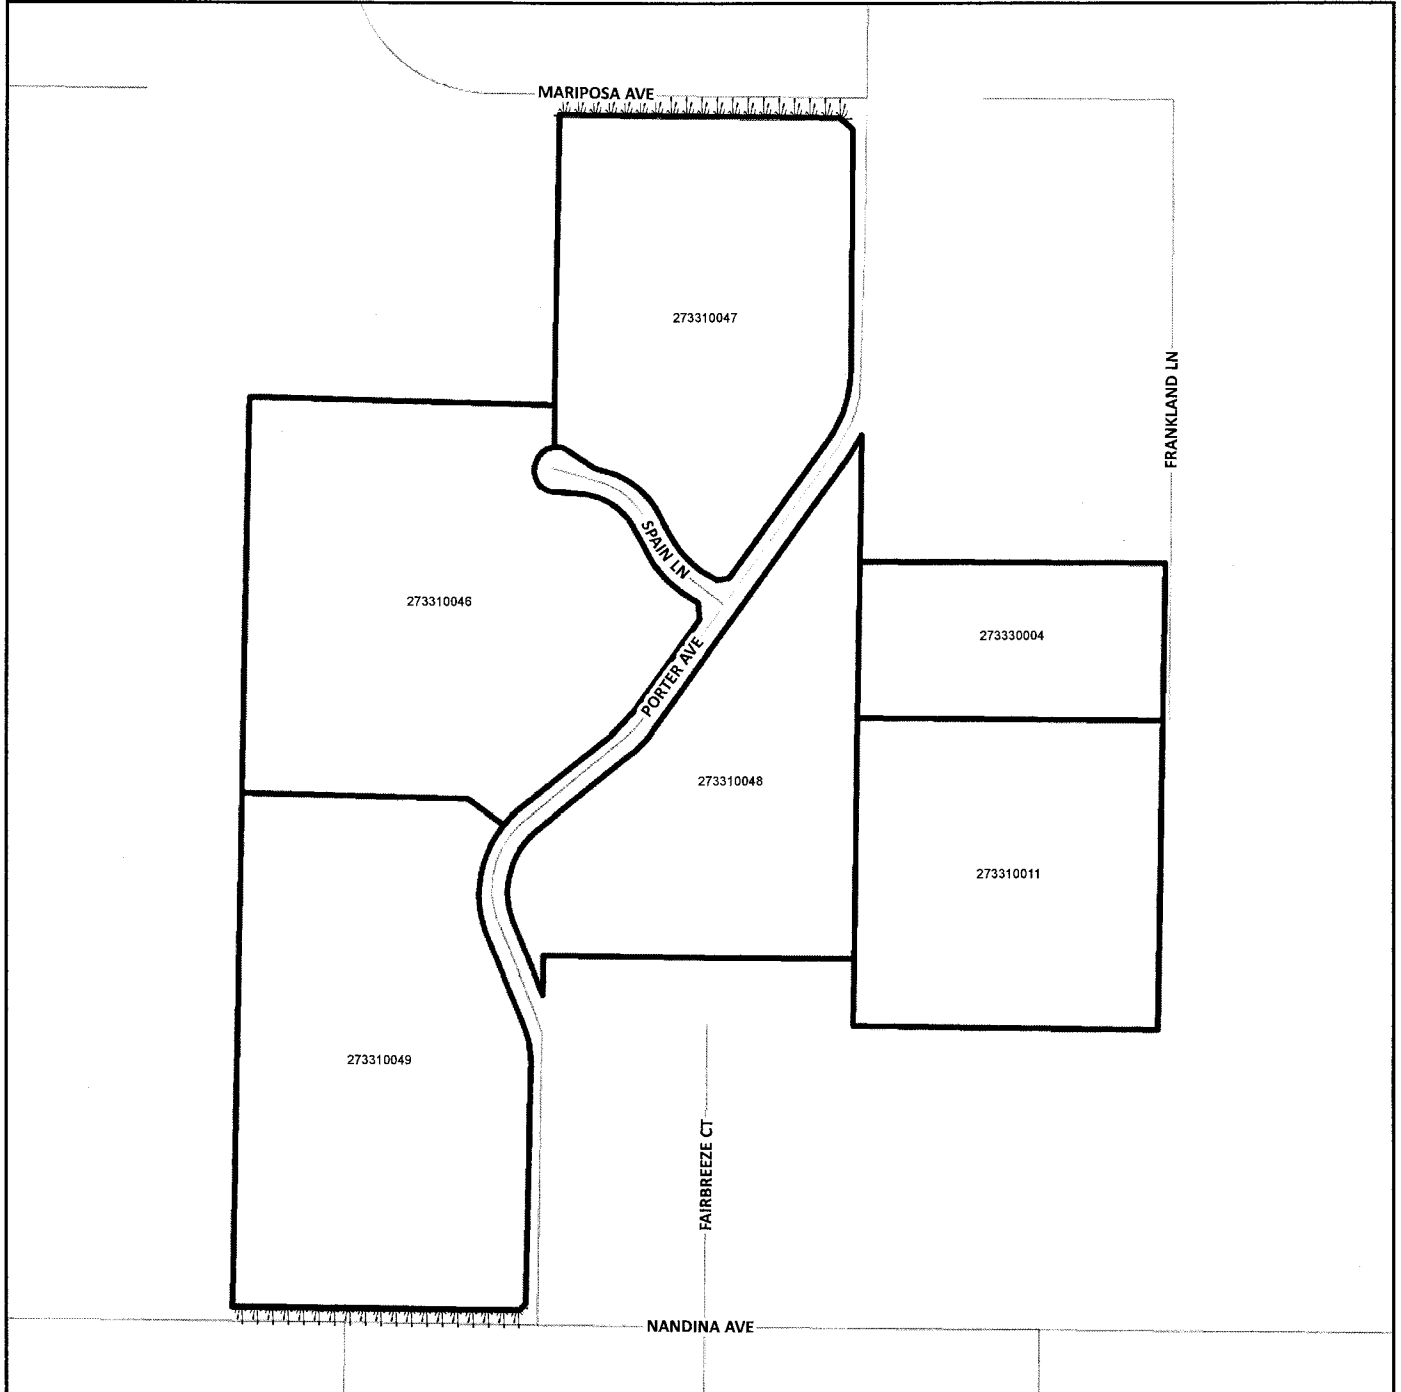 MARIPOSA AVE
273310047
FRANKLAND LN
SPAIN LN
273310046
273330004
PORTER AVE
273310048
273310011
273310049
FAIRBREEZE CT
NANDINA AVE